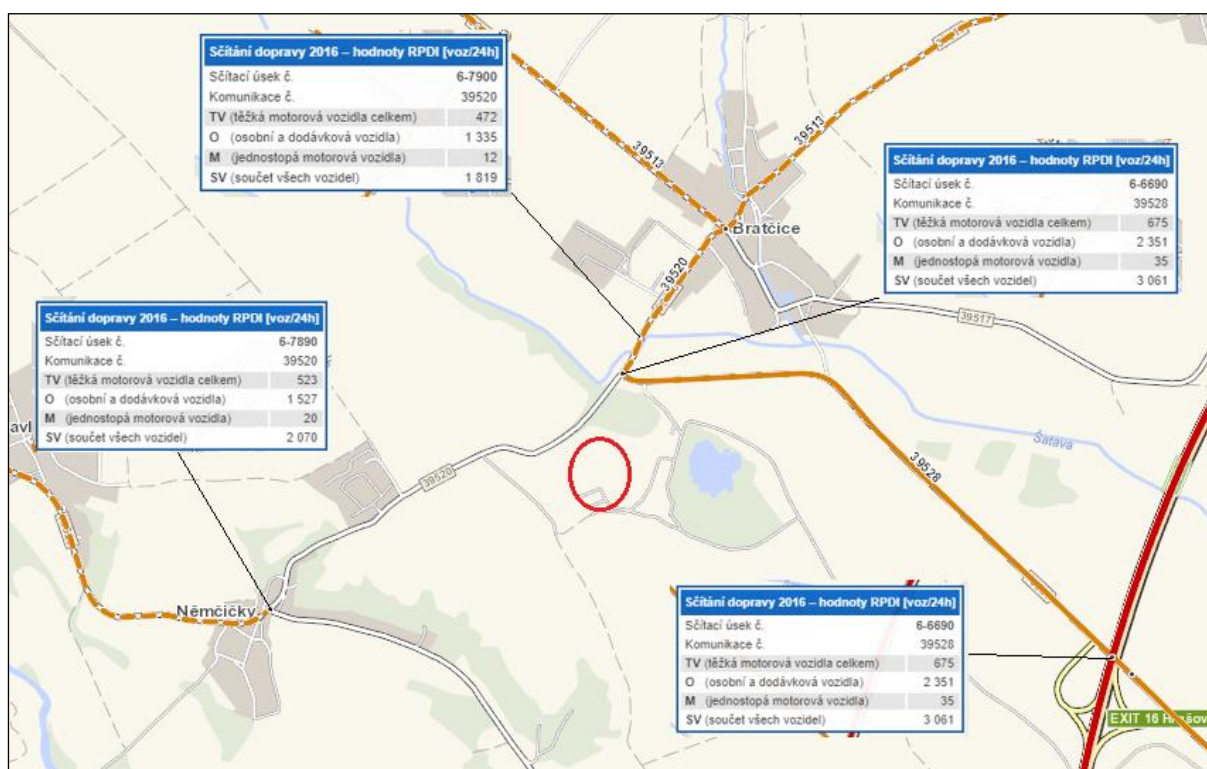 Sčítání dopravy 2016 – hodnoty RPDI [voz/24h]
Sčítací úsek č. 6-7900
Komunikace č. 39520
TV (těžká motorová vozidla celkem) 472
O (osobní a dodávková vozidla) 1 335
M (jednostopá motorová vozidla) 12
SV (součet všech vozidel) 1 819
39513
39513
Sčítání dopravy 2016 – hodnoty RPDI [voz/24h]
Sčítací úsek č. 6-6690
Komunikace č. 39528
TV (těžká motorová vozidla celkem) 675
O (osobní a dodávková vozidla) 2 351
M (jednostopá motorová vozidla) 35
SV (součet všech vozidel) 3 061
Bratčice
39520
39517
Sčítání dopravy 2016 – hodnoty RPDI [voz/24h]
Sčítací úsek č. 6-7890
Komunikace č. 39520
TV (těžká motorová vozidla celkem) 523
O (osobní a dodávková vozidla) 1 527
M (jednostopá motorová vozidla) 20
SV (součet všech vozidel) 2 070
avl
Šatava
39520
39528
Němčičky
Sčítání dopravy 2016 – hodnoty RPDI [voz/24h]
Sčítací úsek č. 6-6690
Komunikace č. 39528
TV (těžká motorová vozidla celkem) 675
O (osobní a dodávková vozidla) 2 351
M (jednostopá motorová vozidla) 35
SV (součet všech vozidel) 3 061
EXIT 16